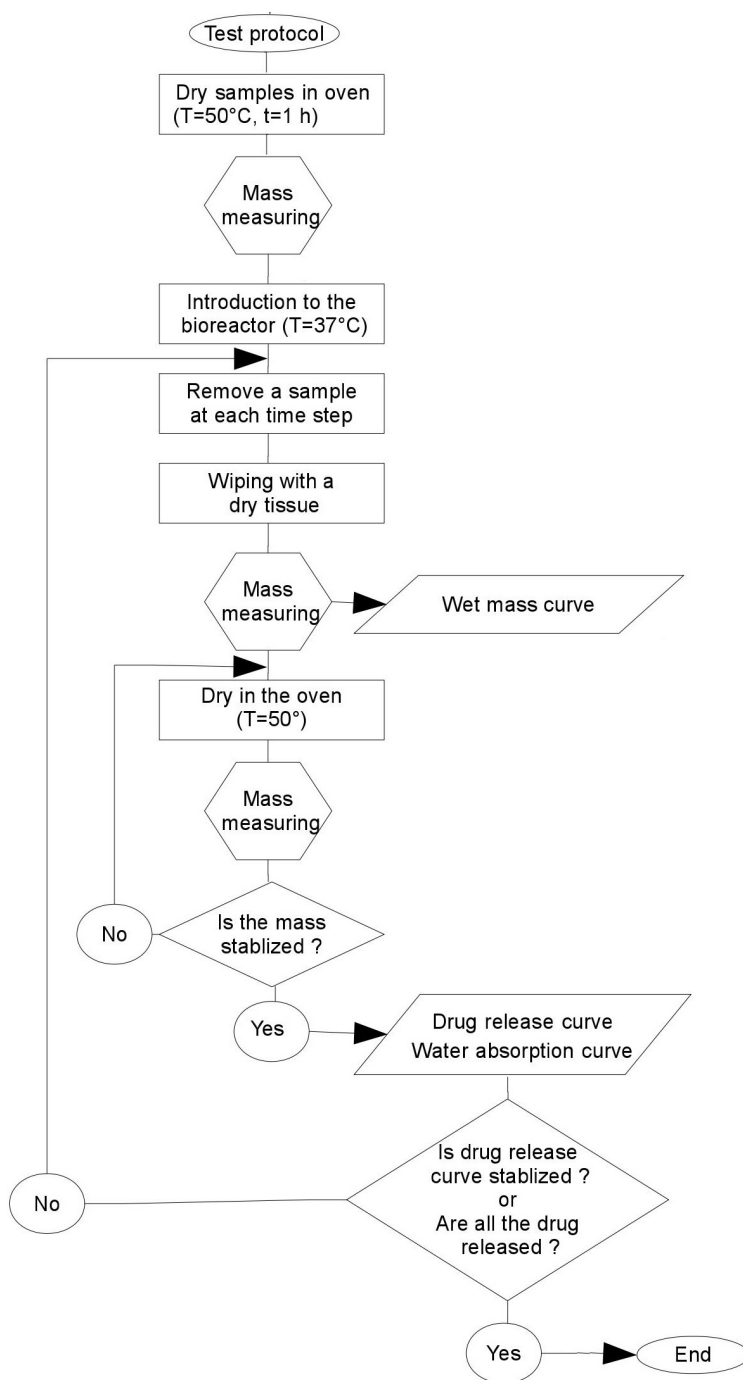 Test protocol
Dry samples in oven
(T=50°C, t=1 h)
Mass
measuring
Introduction to the
bioreactor (T=37°C)
Remove a sample
at each time step
Wiping with a
dry tissue
Mass
measuring
Wet mass curve
Dry in the oven
(T=50°)
Mass
measuring
Is the mass
stablized ?
No
Yes
Drug release curve
Water absorption curve
Is drug release
curve stablized ?
or
Are all the drug
released ?
No
Yes
End